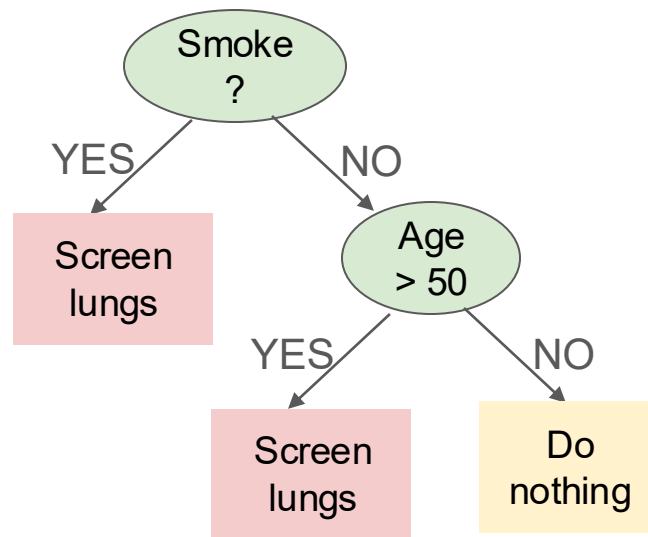 Smoke
?
YES
NO
Screen
lungs
Age
> 50
YES
NO
Screen
lungs
Do
nothing